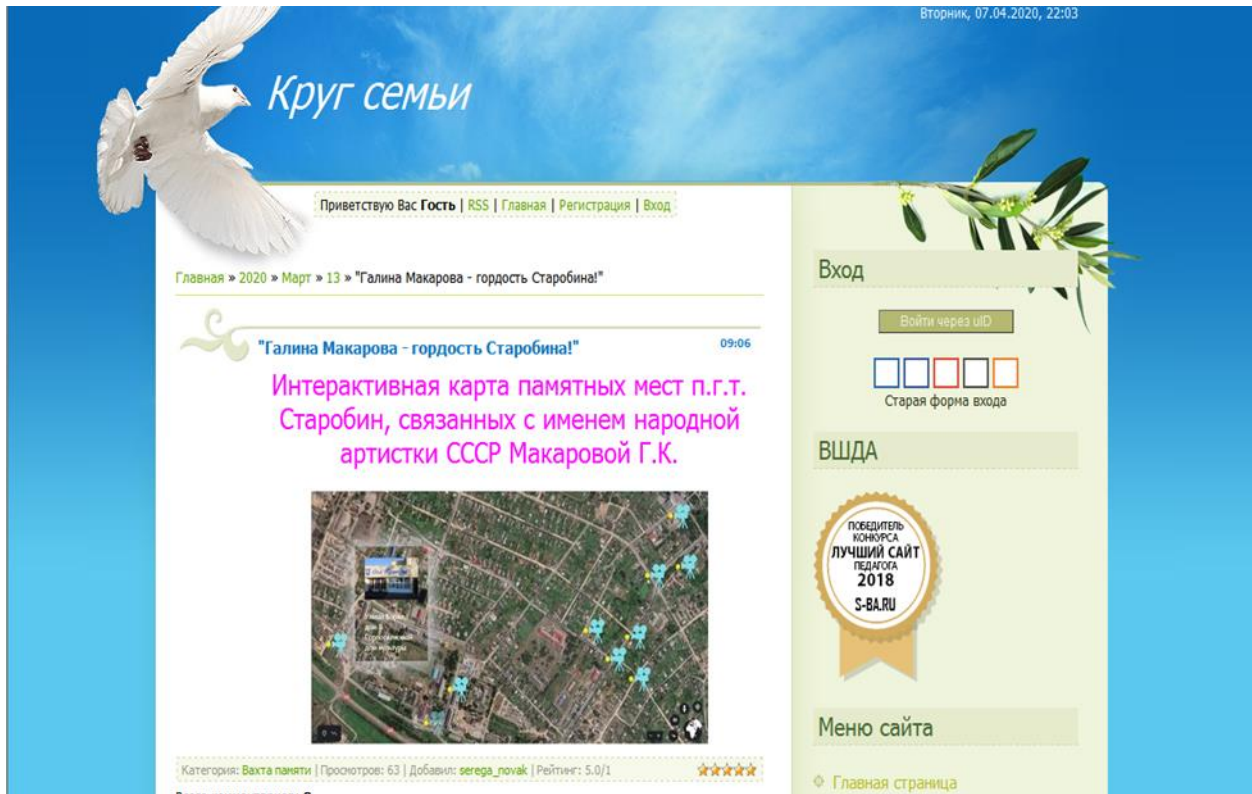 Вторник, 07.04.2020, 22:03
Круг семьи
Приветствую Вас Гость | RSS | Главная | Регистрация | Вход
Главная » 2020 » Март » 13 » "Галина Макарова - гордость Старобина!"
"Галина Макарова - гордость Старобина!"
09:06
Интерактивная карта памятных мест п.г.т.
Старобин, связанных с именем народной
артистки СССР Макаровой Г.К.
Категория: Вахта памяти | Просмотров: 63 | Добавил: serega_novak | Рейтинг: 5.0/1
Вход
Войти через uID
Старая форма входа
ВШДА
ПОБЕДИТЕЛЬ
КОНКУРСА
ЛУЧШИЙ САЙТ
ПЕДАГОГА
2018
S-BA.RU
Меню сайта
Главная страница